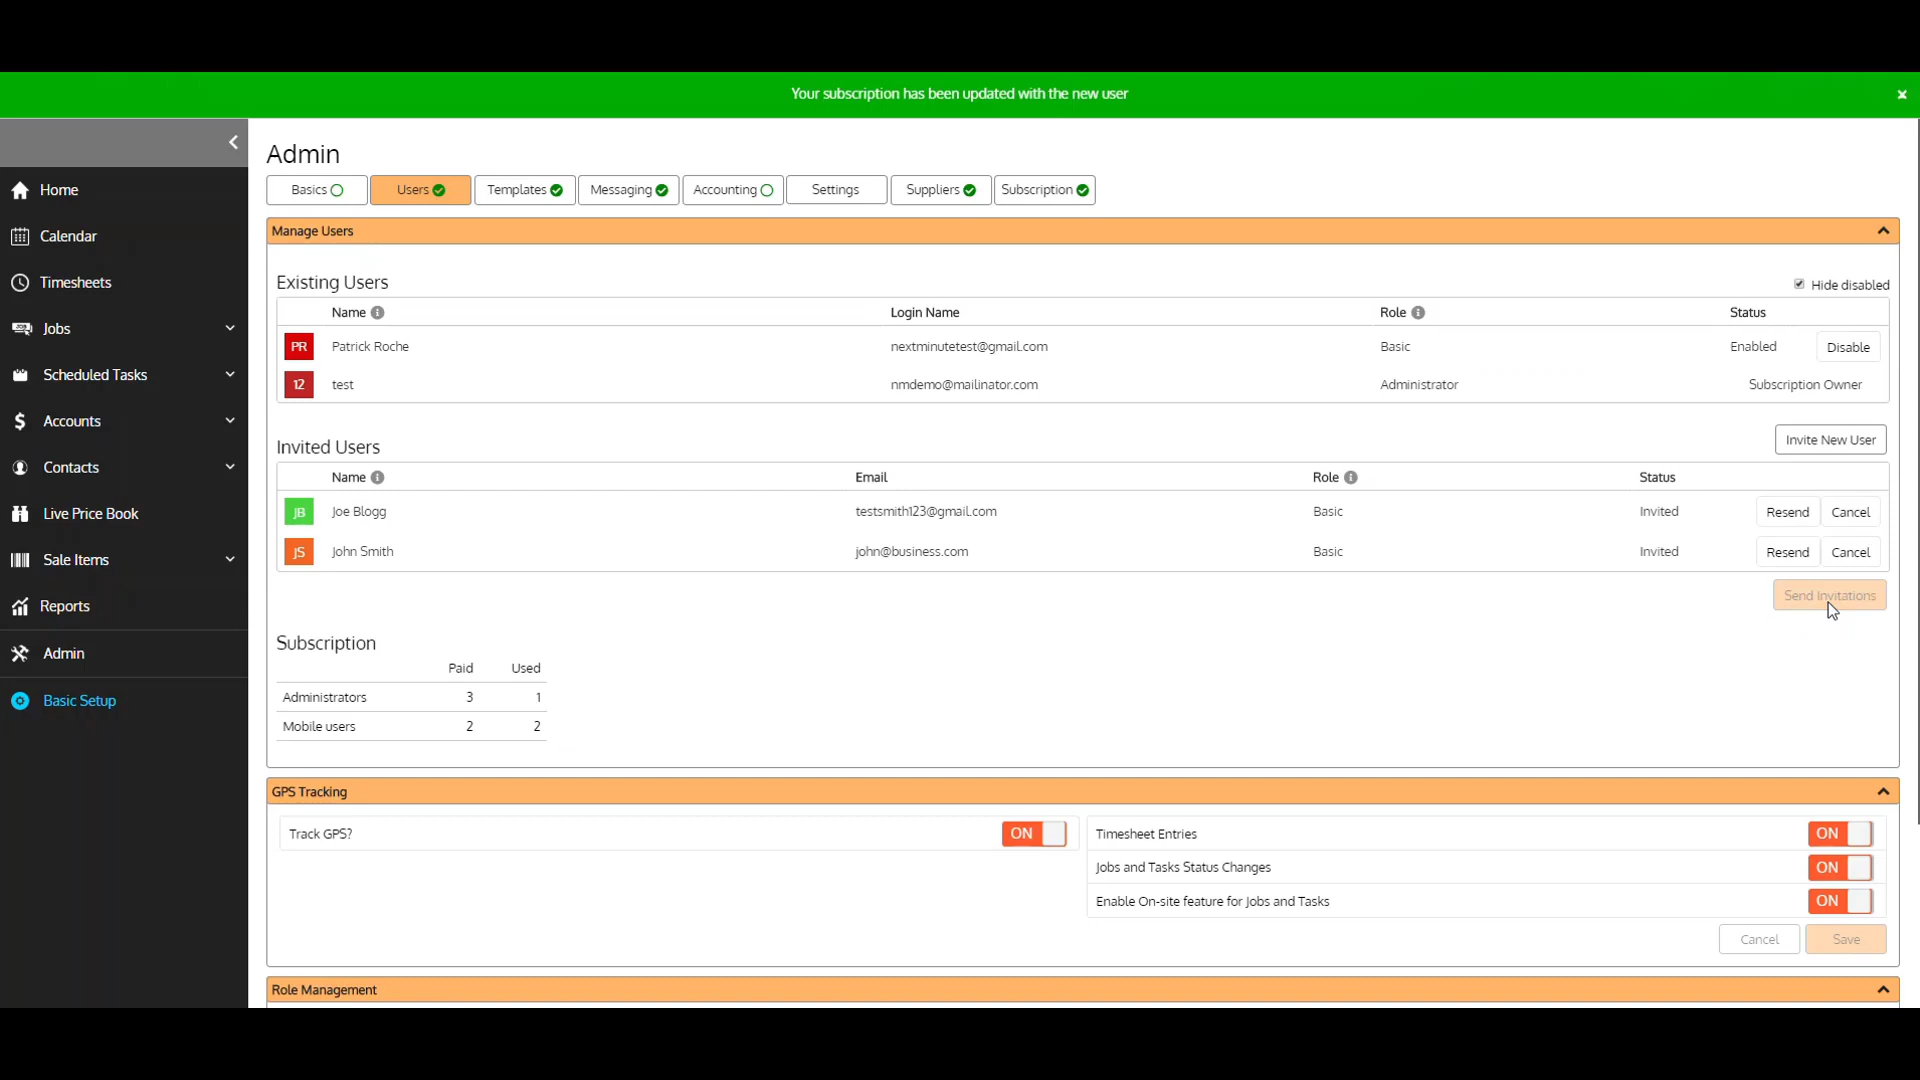 Your subscription has been updated with the new user
Admin
Home
Calendar
Timesheets
Jobs
Scheduled Tasks
Accounts
Contacts
Live Price Book
Sale Items
Reports
Admin
Basic Setup
Basics Users Templates Messaging Accounting Settings Suppliers Subscription
Manage Users
Existing Users
Hide disabled
Name Login Name Role Status
PR Patrick Roche nextminutetest@gmail.com Basic Enabled Disable
12 test nmdemo@mailinator.com Administrator Subscription Owner
Invited Users
Invite New User
Name Email Role Status
JB Joe Blogg testsmith123@gmail.com Basic Invited Resend Cancel
JS John Smith john@business.com Basic Invited Resend Cancel
Send Invitations
Subscription
Paid Used
Administrators 3 1
Mobile users 2 2
GPS Tracking
Track GPS? ON
Timesheet Entries ON
Jobs and Tasks Status Changes ON
Enable On-site feature for Jobs and Tasks ON
Cancel Save
Role Management